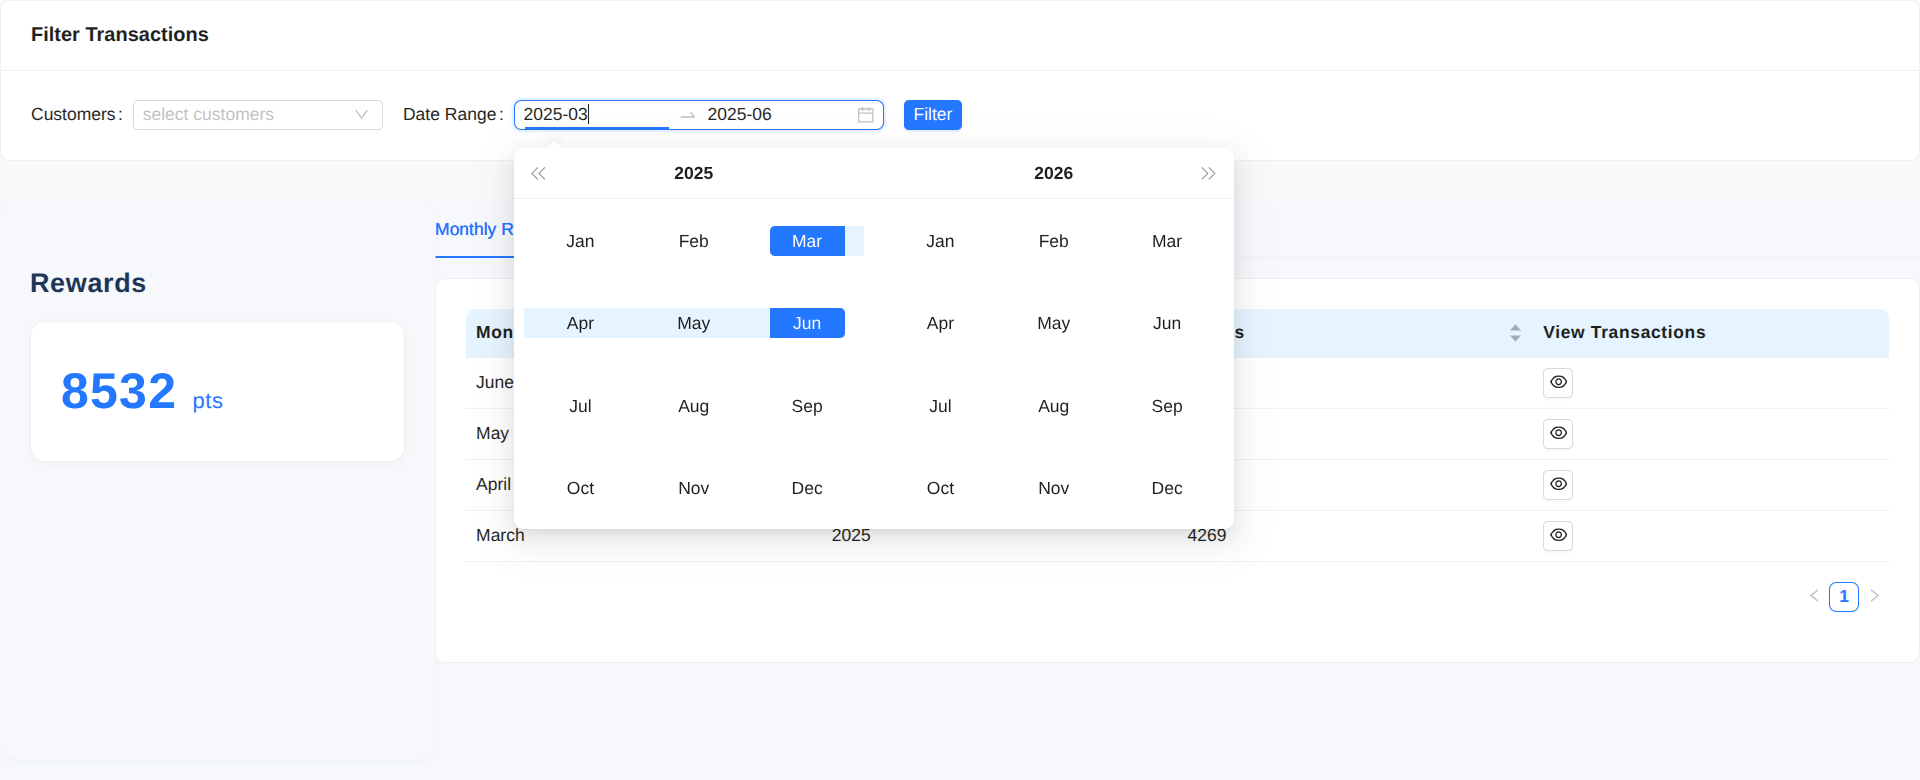 Filter Transactions
Customers : select customers Date Range : 2025-03 2025-06 Filter
2025 2026
Jan Feb Mar Jan Feb Mar
Apr May Jun Apr May Jun
Jul Aug Sep Jul Aug Sep
Oct Nov Dec Oct Nov Dec
Monthly R
Rewards
8532 pts
Mon s View Transactions
June
May
April
March 2025 4269
1